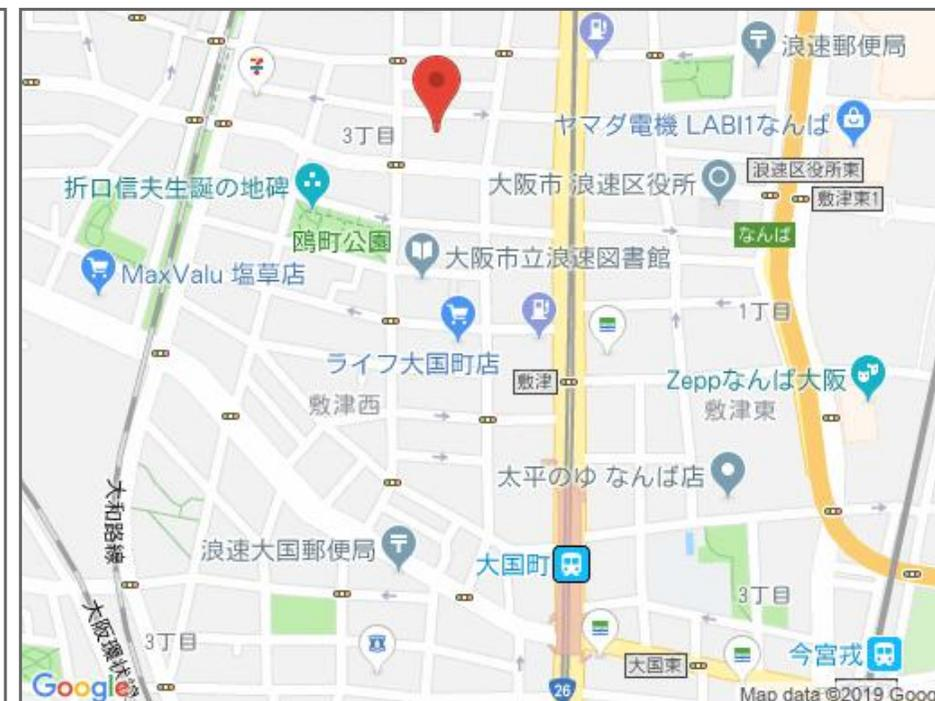 浪速郵便局
3丁目
ヤマダ電機 LABI1なんば
浪速区役所東
折口信夫生誕の地碑
大阪市 浪速区役所
敷津東1
鴎町公園
なんば
大阪市立浪速図書館
MaxValu 塩草店
1丁目
ライフ大国町店
敷津
Zeppなんば大阪
敷津西
敷津東
太平のゆ なんば店
大和路線
浪速大国郵便局
大国町
3丁目
大阪環状線
3丁目
大国東
今宮戎
Google
26
Map data ©2019 Goog